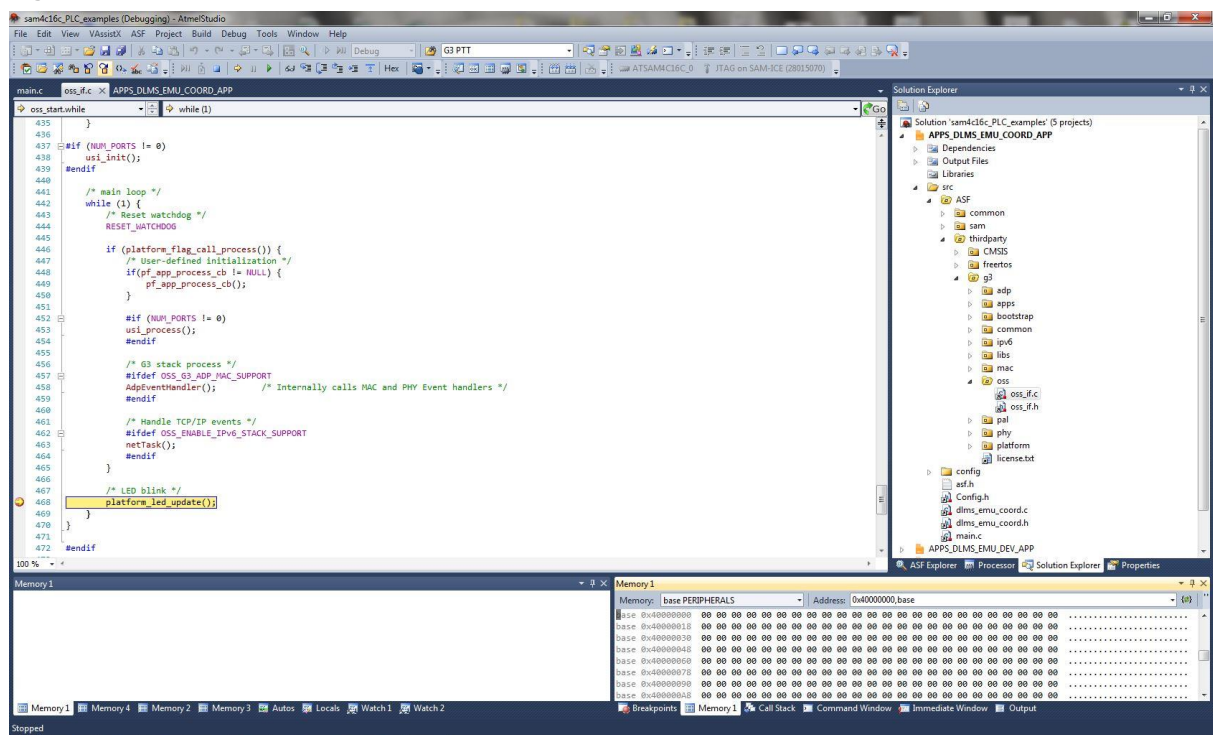 sam4c16c_PLC_examples (Debugging) - AtmelStudio
File Edit View VAssistX ASF Project Build Debug Tools Window Help
Debug G3 PTT
Hex ATSAM4C16C_0 JTAG on SAM-ICE (28015070)
main.c oss_if.c APPS_DLMS_EMU_COORD_APP
oss_start.while while (1) Go
435 }
436
437 #if (NUM_PORTS != 0)
438 usi_init();
439 #endif
440
441 /* main loop */
442 while (1) {
443 /* Reset watchdog */
444 RESET_WATCHDOG
445
446 if (platform_flag_call_process()) {
447 /* User-defined initialization */
448 if(pf_app_process_cb != NULL) {
449 pf_app_process_cb();
450 }
451
452 #if (NUM_PORTS != 0)
453 usi_process();
454 #endif
455
456 /* G3 stack process */
457 #ifdef OSS_G3_ADP_MAC_SUPPORT
458 AdpEventHandler(); /* Internally calls MAC and PHY Event handlers */
459 #endif
460
461 /* Handle TCP/IP events */
462 #ifdef OSS_ENABLE_IPv6_STACK_SUPPORT
463 netTask();
464 #endif
465 }
466
467 /* LED blink */
468 platform_led_update();
469 }
470 }
471
472 #endif
100 %
Solution Explorer
Solution 'sam4c16c_PLC_examples' (5 projects)
APPS_DLMS_EMU_COORD_APP
Dependencies
Output Files
Libraries
src
ASF
common
sam
thirdparty
CMSIS
freertos
g3
adp
apps
bootstrap
common
ipv6
libs
mac
oss
oss_if.c
oss_if.h
pal
phy
platform
license.txt
config
asf.h
Config.h
dlms_emu_coord.c
dlms_emu_coord.h
main.c
APPS_DLMS_EMU_DEV_APP
ASF Explorer Processor Solution Explorer Properties
Memory 1
Memory 1
Memory: base PERIPHERALS Address: 0x40000000,base
base 0x40000000 00 00 00 00 00 00 00 00 00 00 00 00 00 00 00 00 00 00 00 00 00 00 00 00 ........................
base 0x40000018 00 00 00 00 00 00 00 00 00 00 00 00 00 00 00 00 00 00 00 00 00 00 00 00 ........................
base 0x40000030 00 00 00 00 00 00 00 00 00 00 00 00 00 00 00 00 00 00 00 00 00 00 00 00 ........................
base 0x40000048 00 00 00 00 00 00 00 00 00 00 00 00 00 00 00 00 00 00 00 00 00 00 00 00 ........................
base 0x40000060 00 00 00 00 00 00 00 00 00 00 00 00 00 00 00 00 00 00 00 00 00 00 00 00 ........................
base 0x40000078 00 00 00 00 00 00 00 00 00 00 00 00 00 00 00 00 00 00 00 00 00 00 00 00 ........................
base 0x40000090 00 00 00 00 00 00 00 00 00 00 00 00 00 00 00 00 00 00 00 00 00 00 00 00 ........................
base 0x400000A8 00 00 00 00 00 00 00 00 00 00 00 00 00 00 00 00 00 00 00 00 00 00 00 00 ........................
Memory 1 Memory 4 Memory 2 Memory 3 Autos Locals Watch 1 Watch 2
Breakpoints Memory 1 Call Stack Command Window Immediate Window Output
Stopped